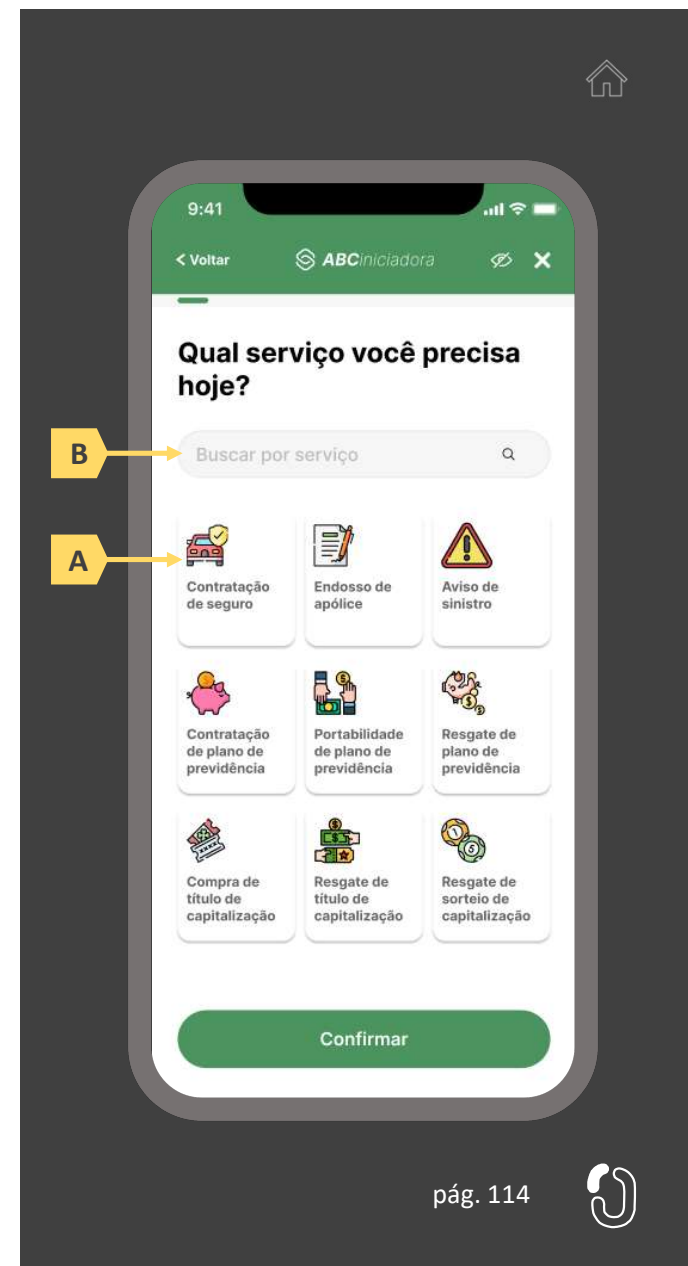 9:41
< Voltar
ABCiniciadora
Qual serviço você precisa
hoje?
B
Buscar por serviço
A
Contratação
de seguro
Endosso de
apólice
Aviso de
sinistro
Contratação
de plano de
previdência
Portabilidade
de plano de
previdência
Resgate de
plano de
previdência
Compra de
título de
capitalização
Resgate de
título de
capitalização
Resgate de
sorteio de
capitalização
Confirmar
pág. 114